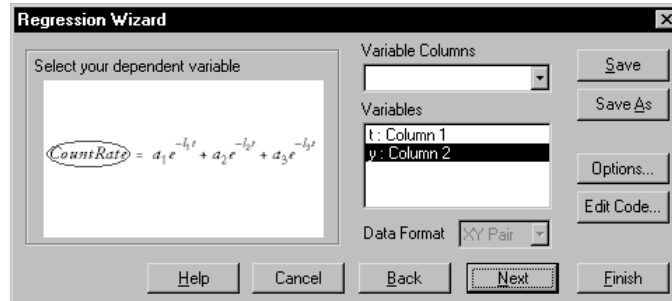 Regression Wizard
Select your dependent variable
CountRate = a₁e^{-l₁t} + a₂e^{-l₂t} + a₃e^{-l₃t}
Variable Columns
Variables
t : Column 1
y : Column 2
Data Format XY Pair
Save
Save As
Options...
Edit Code...
Help Cancel Back Next Finish